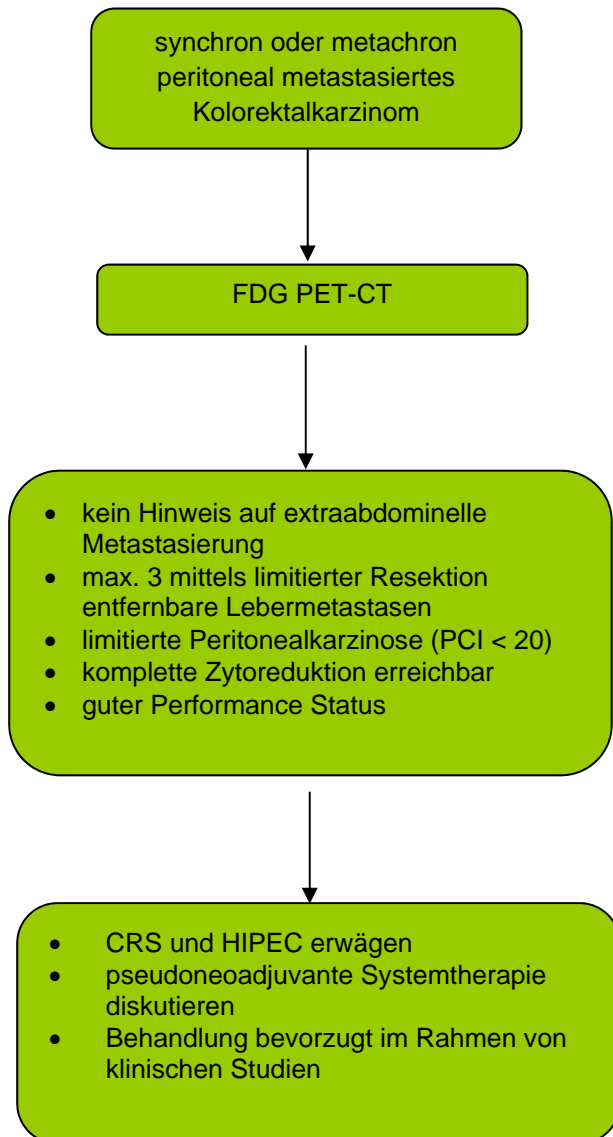 synchron oder metachron
peritoneal metastasiertes
Kolorektalkarzinom
FDG PET-CT
• kein Hinweis auf extraabdominelle
Metastasierung
• max. 3 mittels limitierter Resektion
entfernbare Lebermetastasen
• limitierte Peritonealkarzinose (PCI < 20)
• komplette Zytoreduktion erreichbar
• guter Performance Status
• CRS und HIPEC erwägen
• pseudoneoadjuvante Systemtherapie
diskutieren
• Behandlung bevorzugt im Rahmen von
klinischen Studien